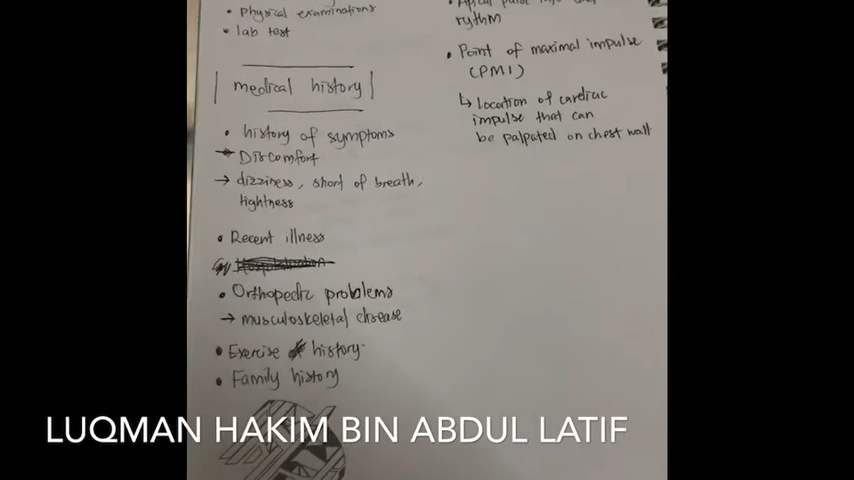 • Physical examinations
• lab test
medical history
• history of symptoms
→ Discomfort
→ dizziness, short of breath,
tightness
• Recent illness
• Orthopedic problems
→ musculoskeletal disease
• Exercise history
• Family history
• Apical pulse
rythm
• Point of maximal impulse
(PMI)
↳ Location of cardiac
impulse that can
be palpated on chest wall
LUQMAN HAKIM BIN ABDUL LATIF